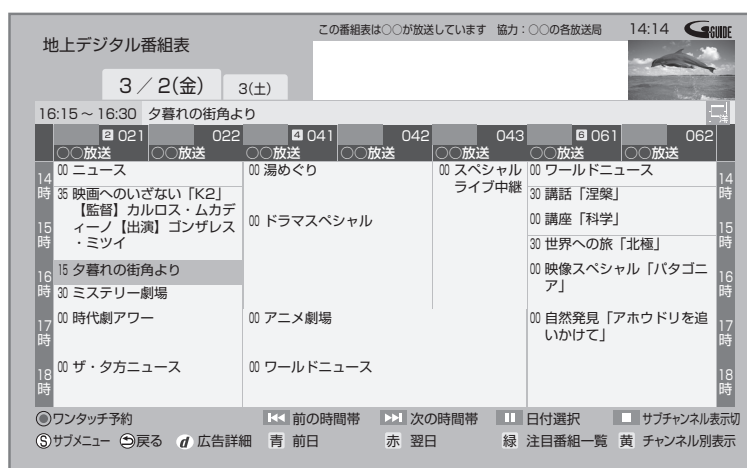 この番組表は○○が放送しています 協力：○○の各放送局 14:14 GGUIDE
地上デジタル番組表
3／2(金) 3(土)
16:15～16:30 夕暮れの街角より
2 021 022 4 041 042 043 6 061 062
○○放送 ○○放送 ○○放送 ○○放送 ○○放送 ○○放送 ○○放送
14時
00 ニュース
35 映画へのいざない「K2」
【監督】カルロス・ムカデ
ィーノ【出演】ゴンザレス
・ミツイ
15 夕暮れの街角より
30 ミステリー劇場
00 時代劇アワー
00 ザ・夕方ニュース
00 湯めぐり
00 ドラマスペシャル
00 アニメ劇場
00 ワールドニュース
00 スペシャル
ライブ中継
00 ワールドニュース
30 講話「涅槃」
00 講座「科学」
30 世界への旅「北極」
00 映像スペシャル「パタゴニ
ア」
00 自然発見「アホウドリを追
いかけて」
14時
15時
15時
16時
16時
17時
17時
18時
18時
ワンタッチ予約 前の時間帯 次の時間帯 日付選択 サブチャンネル表示切
S サブメニュー 戻る d 広告詳細 青 前日 赤 翌日 緑 注目番組一覧 黄 チャンネル別表示